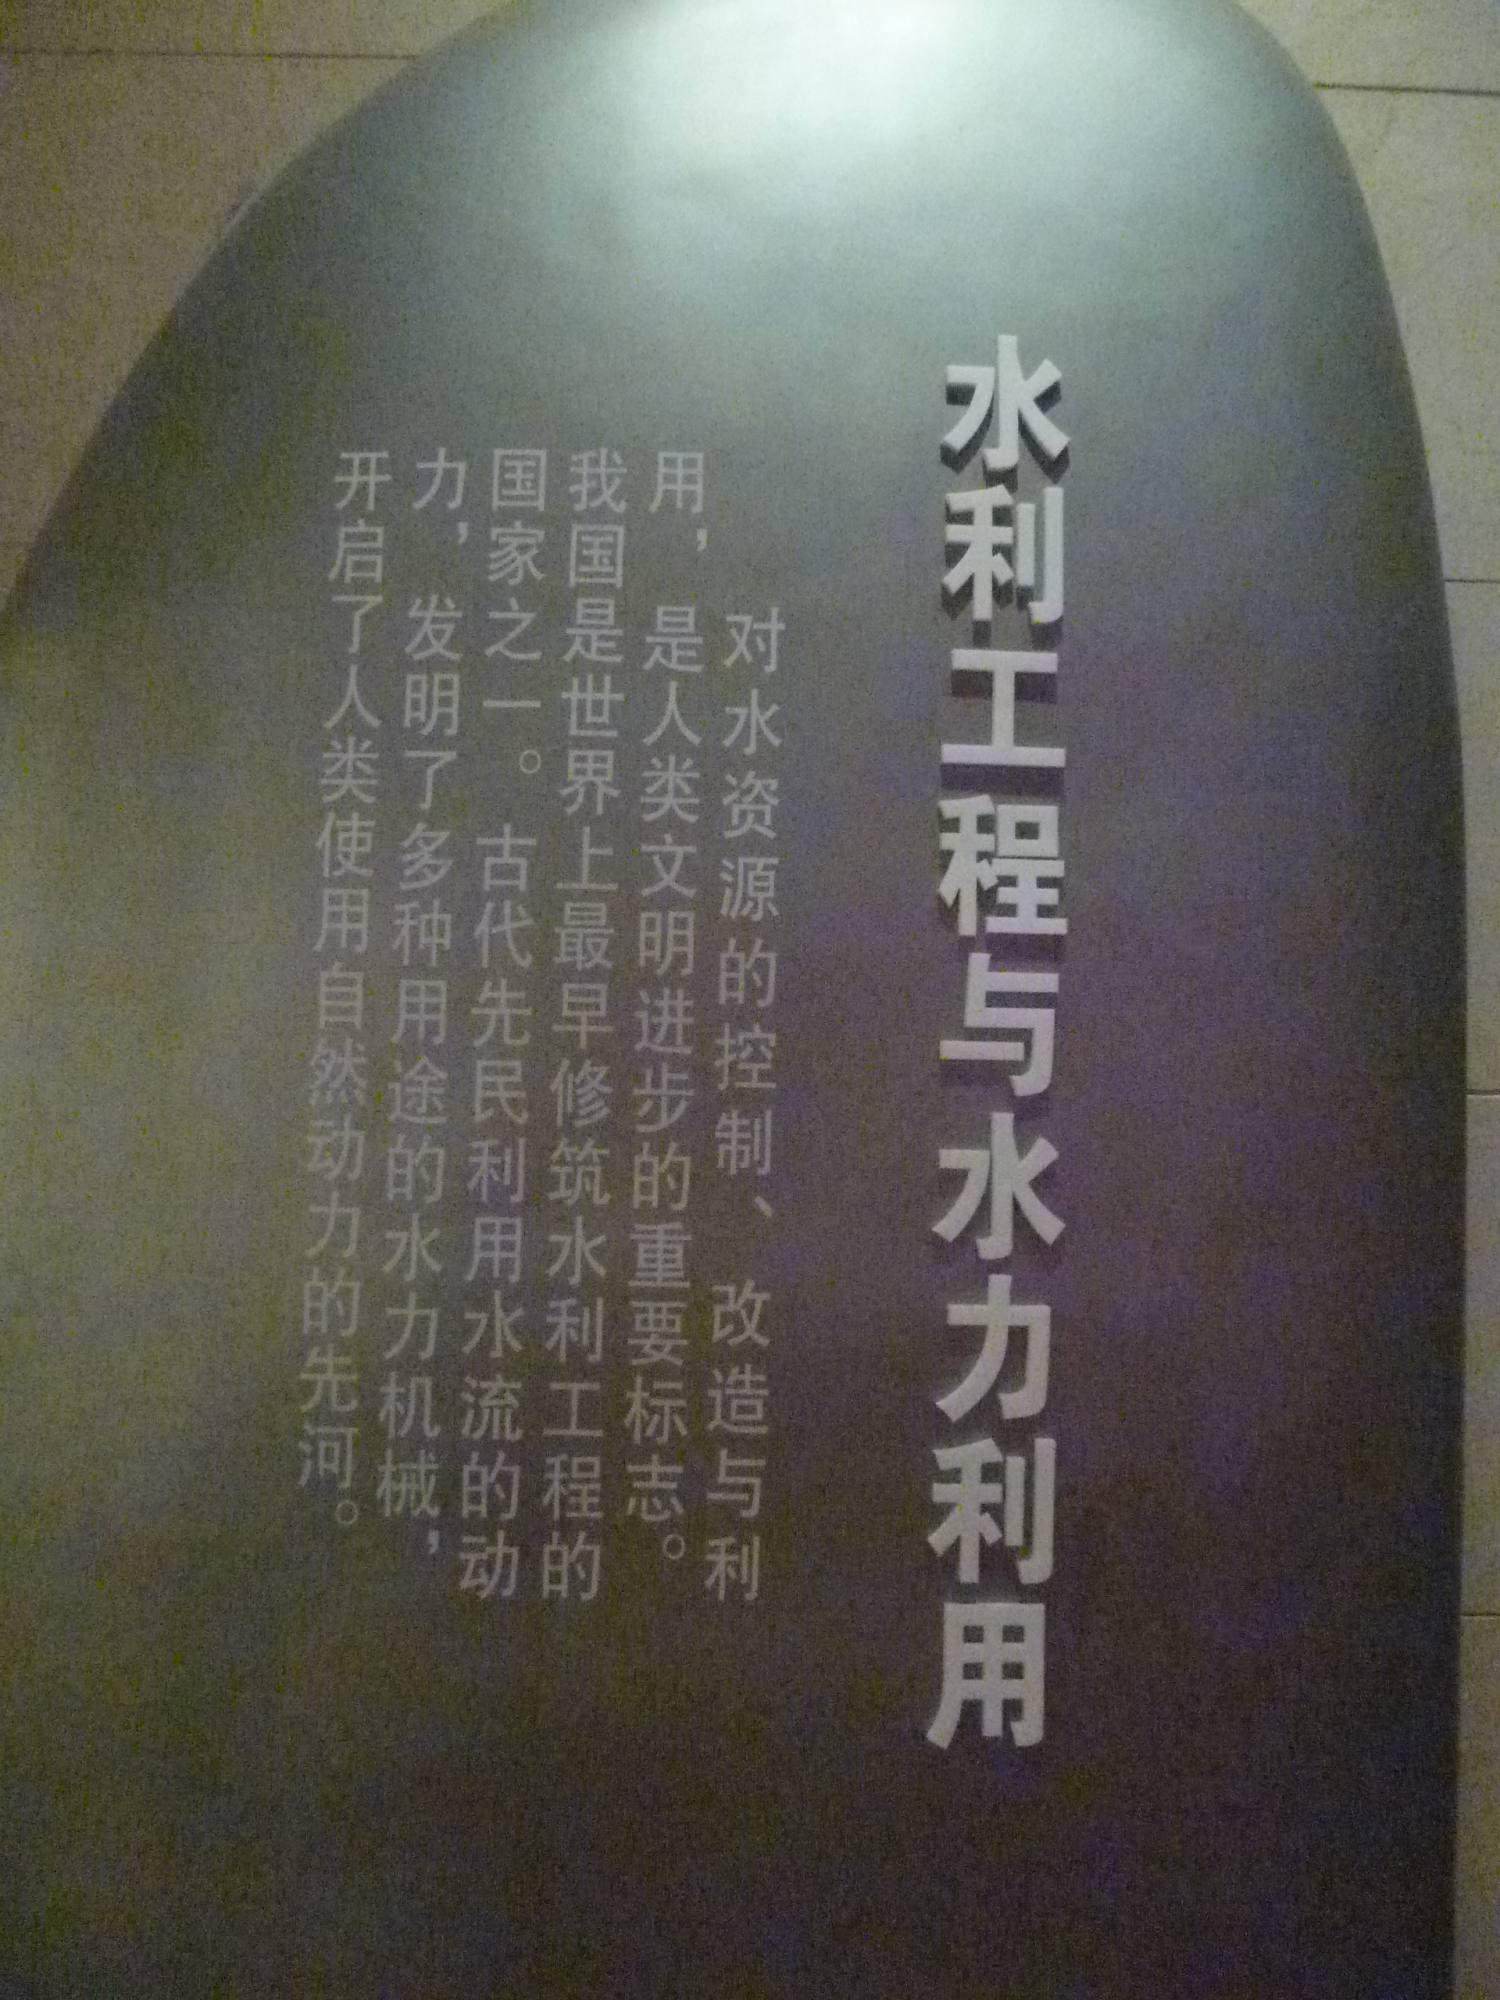 水利工程与水力利用
对水资源的控制、改造与利
用，是人类文明进步的重要标志。
我国是世界上最早修筑水利工程的
国家之一。古代先民利用水流的动
力，发明了多种用途的水力机械，
开启了人类使用自然动力的先河。